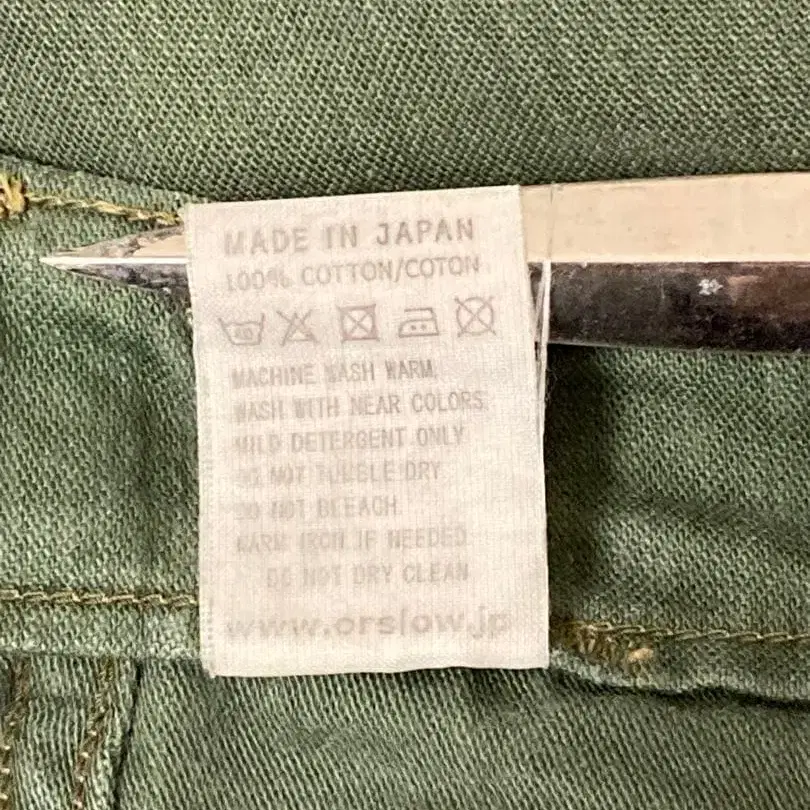 MADE IN JAPAN
100% COTTON/COTON
MACHINE WASH WARM.
WASH WITH NEAR COLORS
MILD DETERGENT ONLY
DO NOT TUMBLE DRY
DO NOT BLEACH
WARM IRON IF NEEDED
DO NOT DRY CLEAN
www.orslow.jp